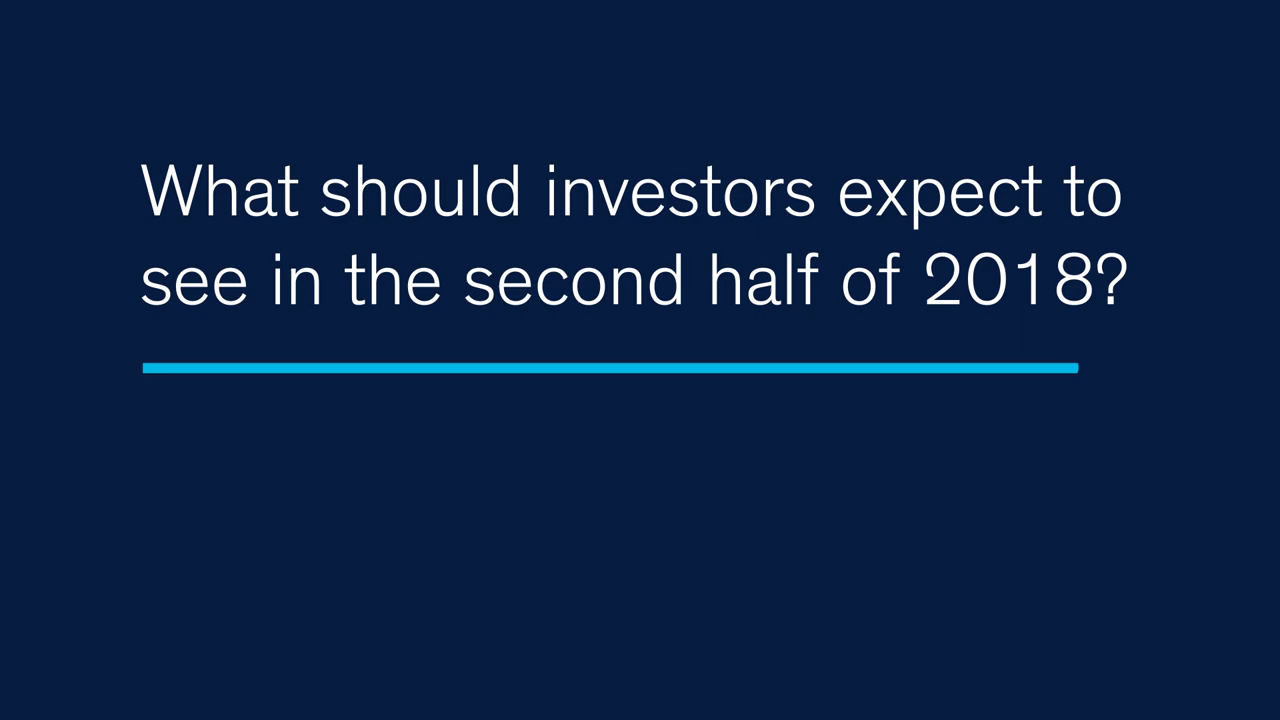 What should investors expect to
see in the second half of 2018?